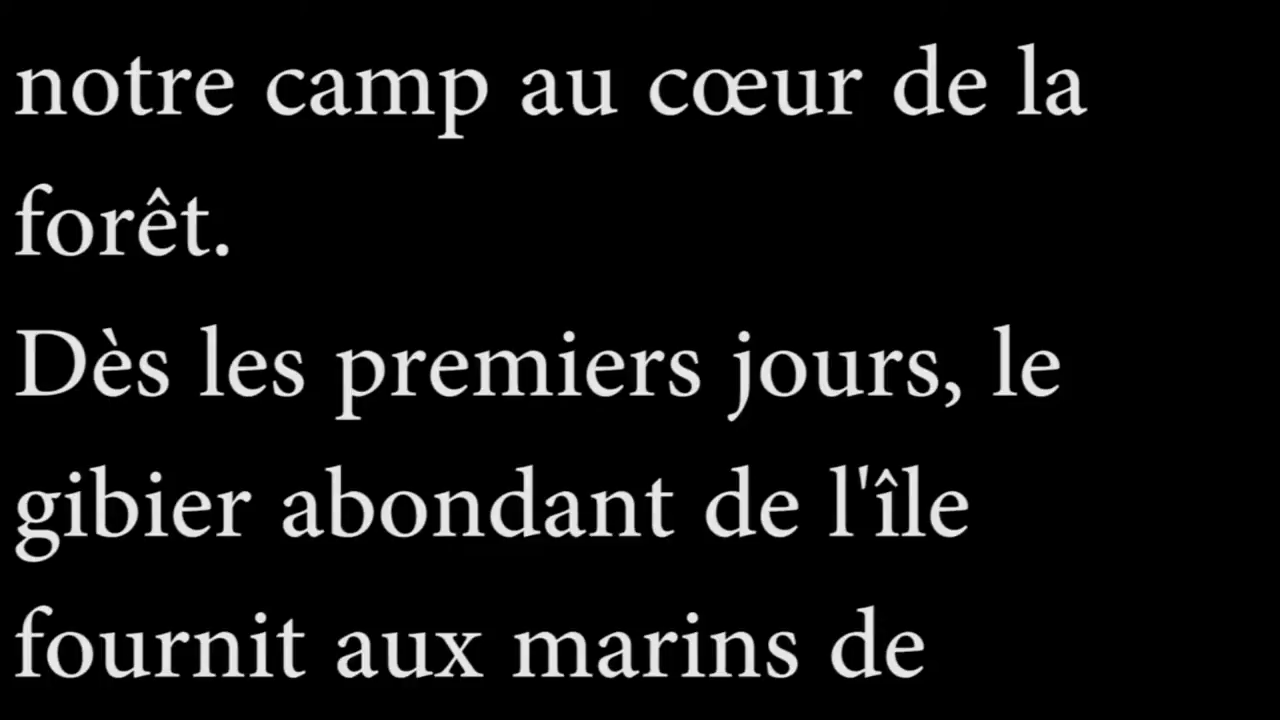 notre camp au cœur de la
forêt.
Dès les premiers jours, le
gibier abondant de l'île
fournit aux marins de